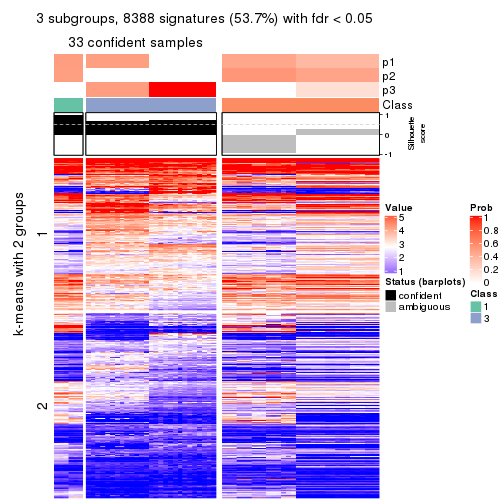 3 subgroups, 8388 signatures (53.7%) with fdr < 0.05
33 confident samples
p1
p2
p3
Class
1
0
-1
Silhouette
score
k-means with 2 groups
1
2
Value
5
4
3
2
1
Status (barplots)
confident
ambiguous
Prob
1
0.8
0.6
0.4
0.2
0
Class
1
3